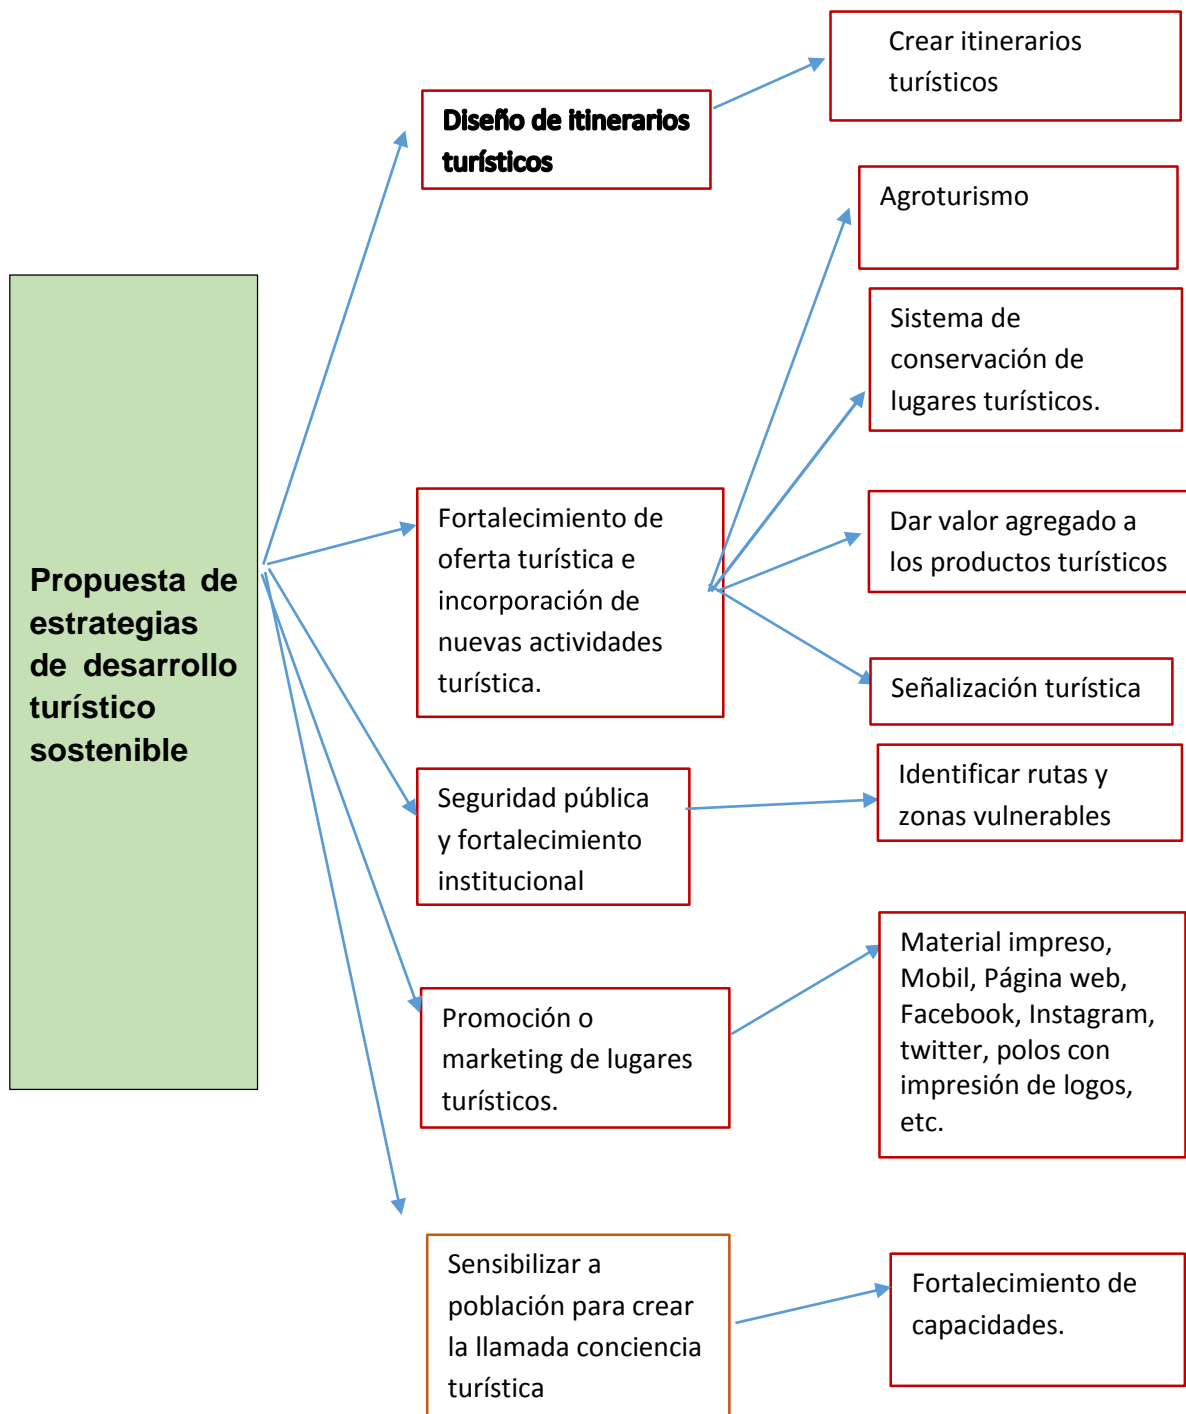 Propuesta de
estrategias
de desarrollo
turístico
sostenible
Diseño de itinerarios
turísticos
Crear itinerarios
turísticos
Fortalecimiento de
oferta turística e
incorporación de
nuevas actividades
turística.
Agroturismo
Sistema de
conservación de
lugares turísticos.
Dar valor agregado a
los productos turísticos
Señalización turística
Seguridad pública
y fortalecimiento
institucional
Identificar rutas y
zonas vulnerables
Promoción o
marketing de lugares
turísticos.
Material impreso,
Mobil, Página web,
Facebook, Instagram,
twitter, polos con
impresión de logos,
etc.
Sensibilizar a
población para crear
la llamada conciencia
turística
Fortalecimiento de
capacidades.